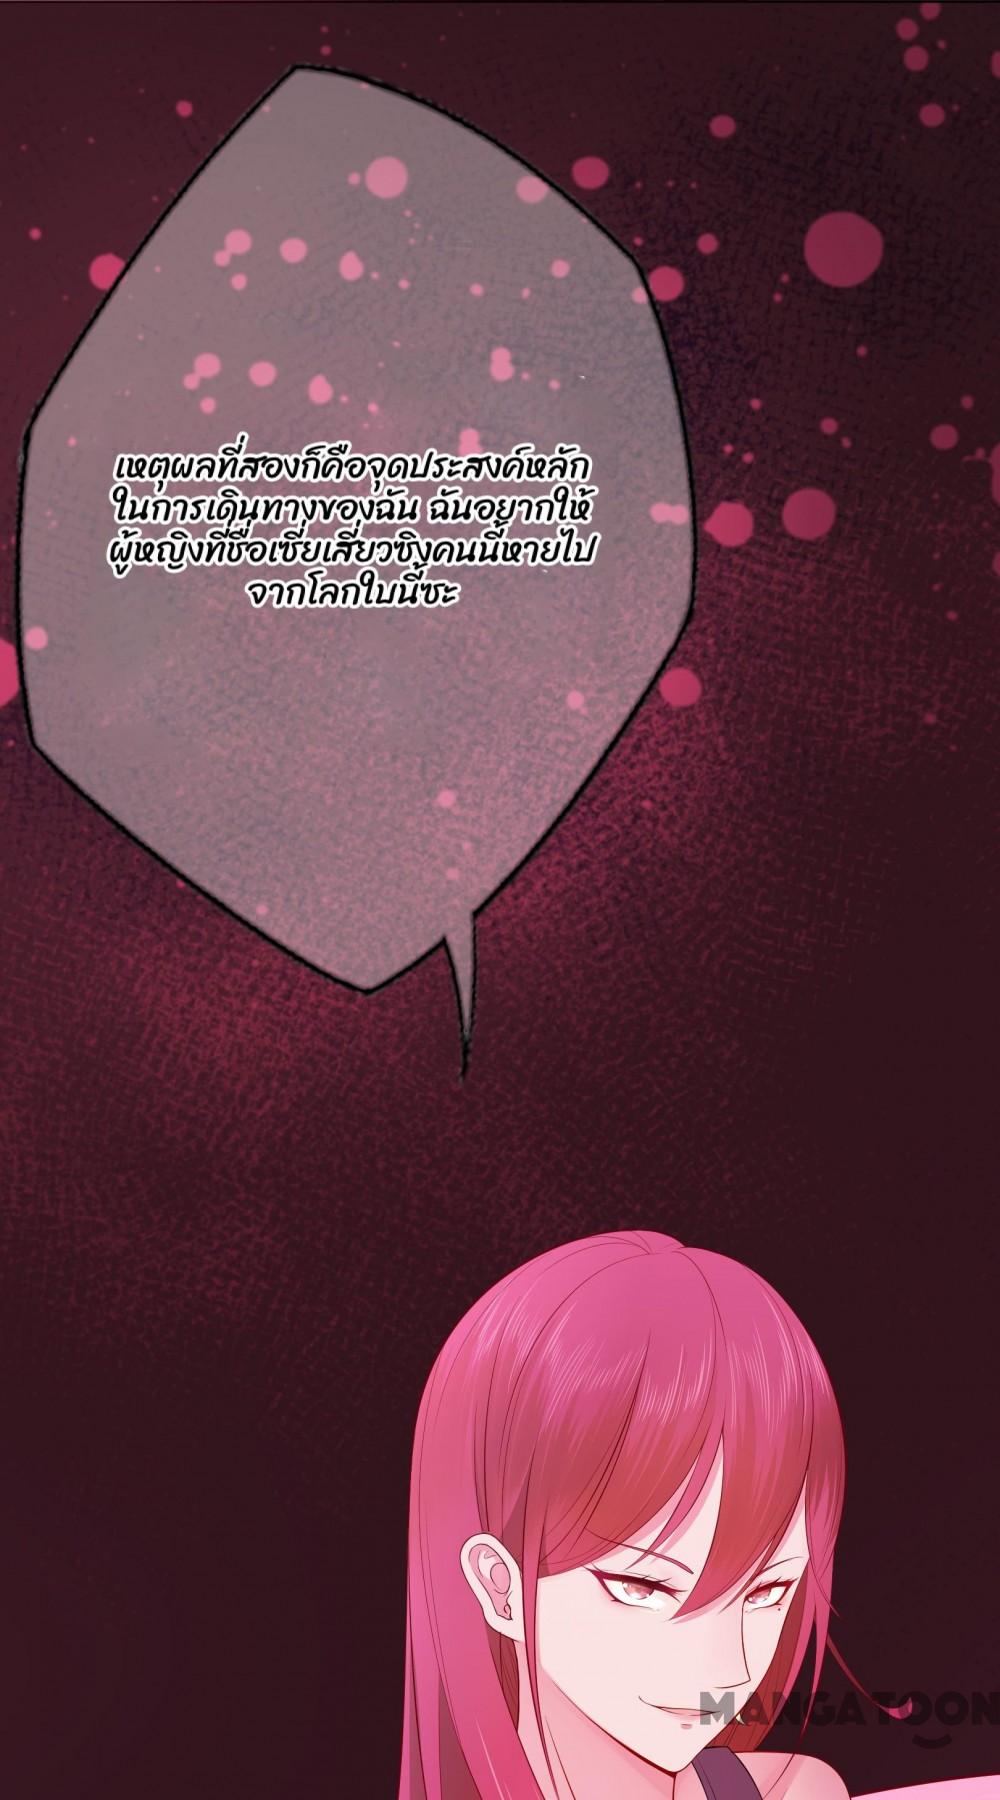 เหตุผลที่สองก็คือจุดประสงค์หลัก
ในการเดินทางของฉัน ฉันอยากให้
ผู้หญิงที่ชื่อเซี่ยเสี่ยวซิงคนนี้หายไป
จากโลกใบนี้ซะ
MANGATOON